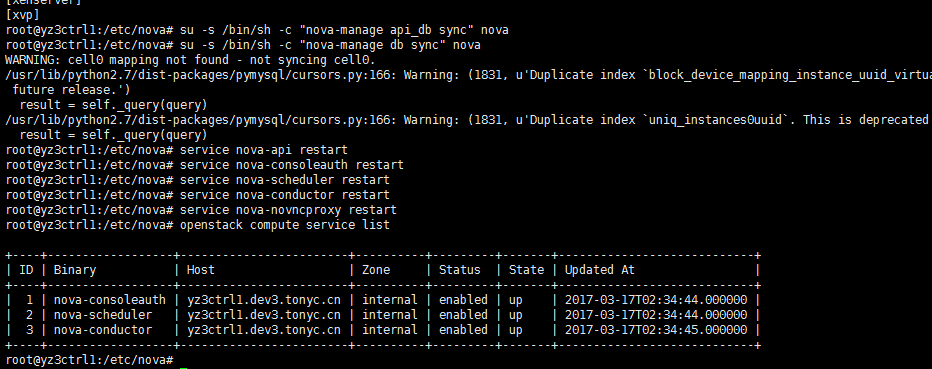 [xenserver]
[xvp]
root@yz3ctrl1:/etc/nova# su -s /bin/sh -c "nova-manage api_db sync" nova
root@yz3ctrl1:/etc/nova# su -s /bin/sh -c "nova-manage db sync" nova
WARNING: cell0 mapping not found - not syncing cell0.
/usr/lib/python2.7/dist-packages/pymysql/cursors.py:166: Warning: (1831, u'Duplicate index `block_device_mapping_instance_uuid_virtua
 future release.')
  result = self._query(query)
/usr/lib/python2.7/dist-packages/pymysql/cursors.py:166: Warning: (1831, u'Duplicate index `uniq_instances0uuid`. This is deprecated
  result = self._query(query)
root@yz3ctrl1:/etc/nova# service nova-api restart
root@yz3ctrl1:/etc/nova# service nova-consoleauth restart
root@yz3ctrl1:/etc/nova# service nova-scheduler restart
root@yz3ctrl1:/etc/nova# service nova-conductor restart
root@yz3ctrl1:/etc/nova# service nova-novncproxy restart
root@yz3ctrl1:/etc/nova# openstack compute service list
+----+------------------+-----------------------+----------+---------+-------+----------------------------+
| ID | Binary | Host | Zone | Status | State | Updated At |
+----+------------------+-----------------------+----------+---------+-------+----------------------------+
| 1 | nova-consoleauth | yz3ctrl1.dev3.tonyc.cn | internal | enabled | up | 2017-03-17T02:34:44.000000 |
| 2 | nova-scheduler | yz3ctrl1.dev3.tonyc.cn | internal | enabled | up | 2017-03-17T02:34:44.000000 |
| 3 | nova-conductor | yz3ctrl1.dev3.tonyc.cn | internal | enabled | up | 2017-03-17T02:34:45.000000 |
+----+------------------+-----------------------+----------+---------+-------+----------------------------+
root@yz3ctrl1:/etc/nova#